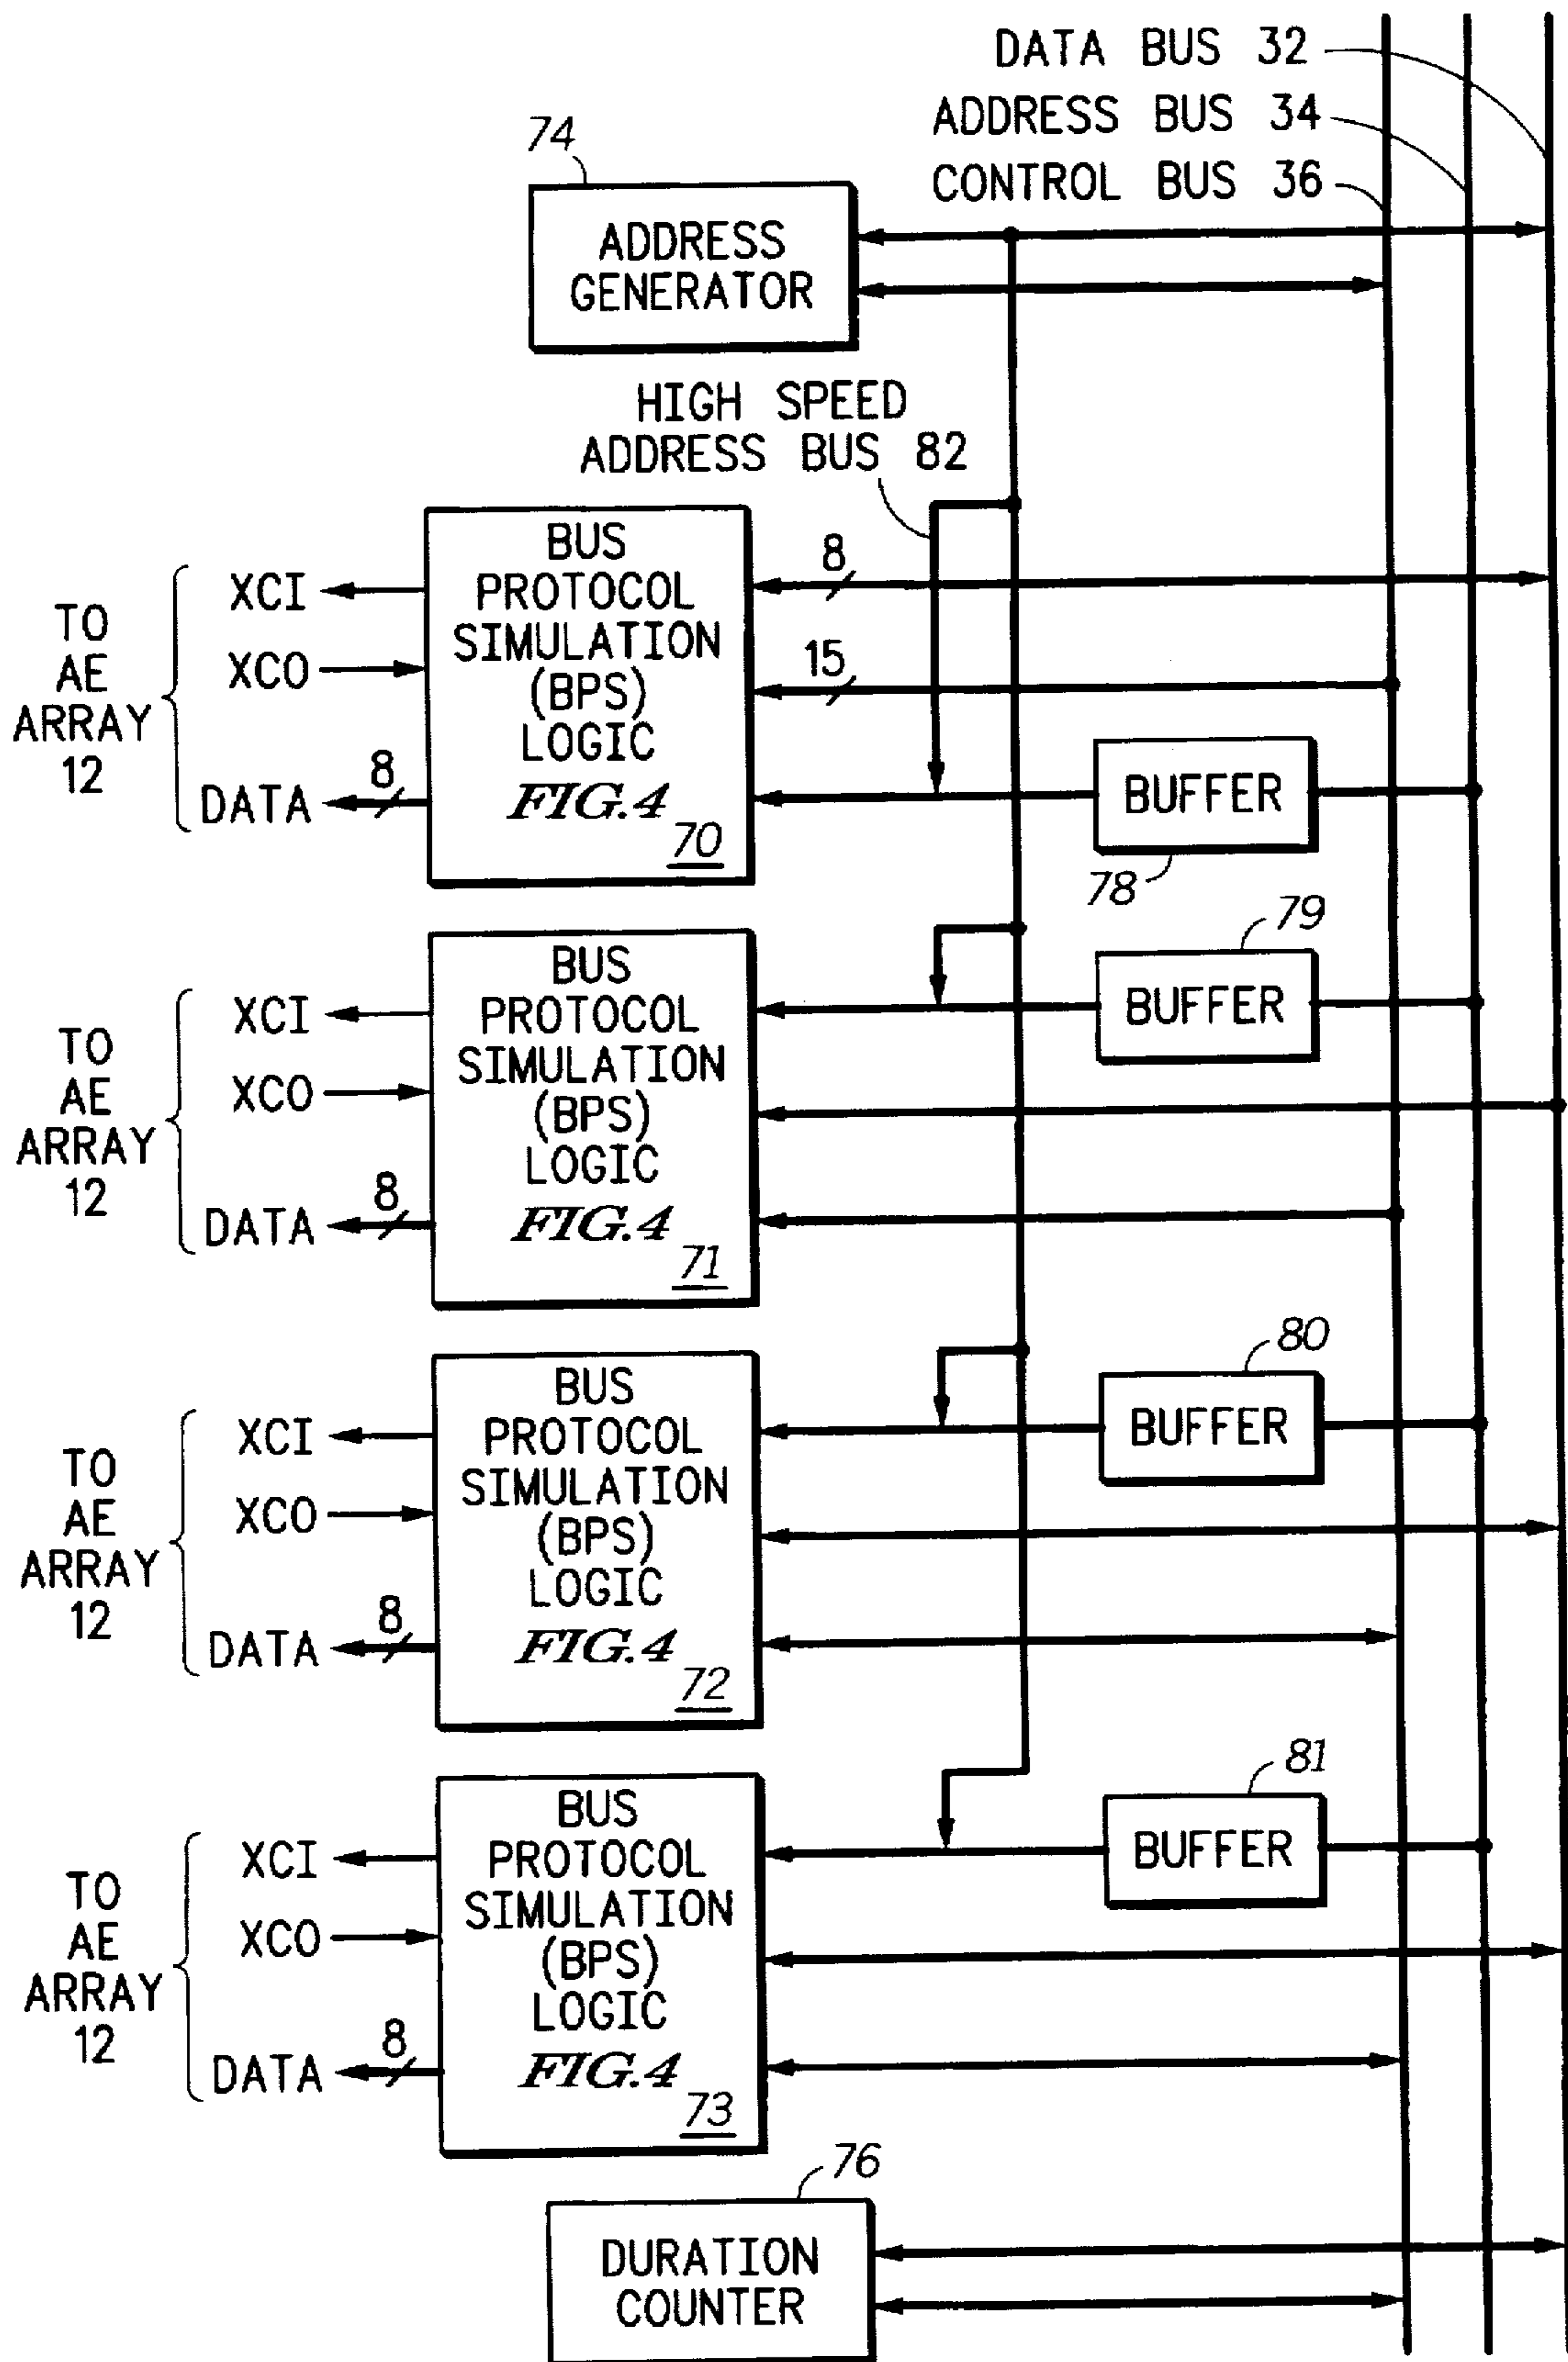 DATA BUS 32
ADDRESS BUS 34
CONTROL BUS 36
74
ADDRESS
GENERATOR
HIGH SPEED
ADDRESS BUS 82
TO
AE
ARRAY
12
XCI
XCO
DATA
8
BUS
PROTOCOL
SIMULATION
(BPS)
LOGIC
FIG.4
70
8
15
BUFFER
78
TO
AE
ARRAY
12
XCI
XCO
DATA
8
BUS
PROTOCOL
SIMULATION
(BPS)
LOGIC
FIG.4
71
79
BUFFER
TO
AE
ARRAY
12
XCI
XCO
DATA
8
BUS
PROTOCOL
SIMULATION
(BPS)
LOGIC
FIG.4
72
80
BUFFER
TO
AE
ARRAY
12
XCI
XCO
DATA
8
BUS
PROTOCOL
SIMULATION
(BPS)
LOGIC
FIG.4
73
81
BUFFER
76
DURATION
COUNTER